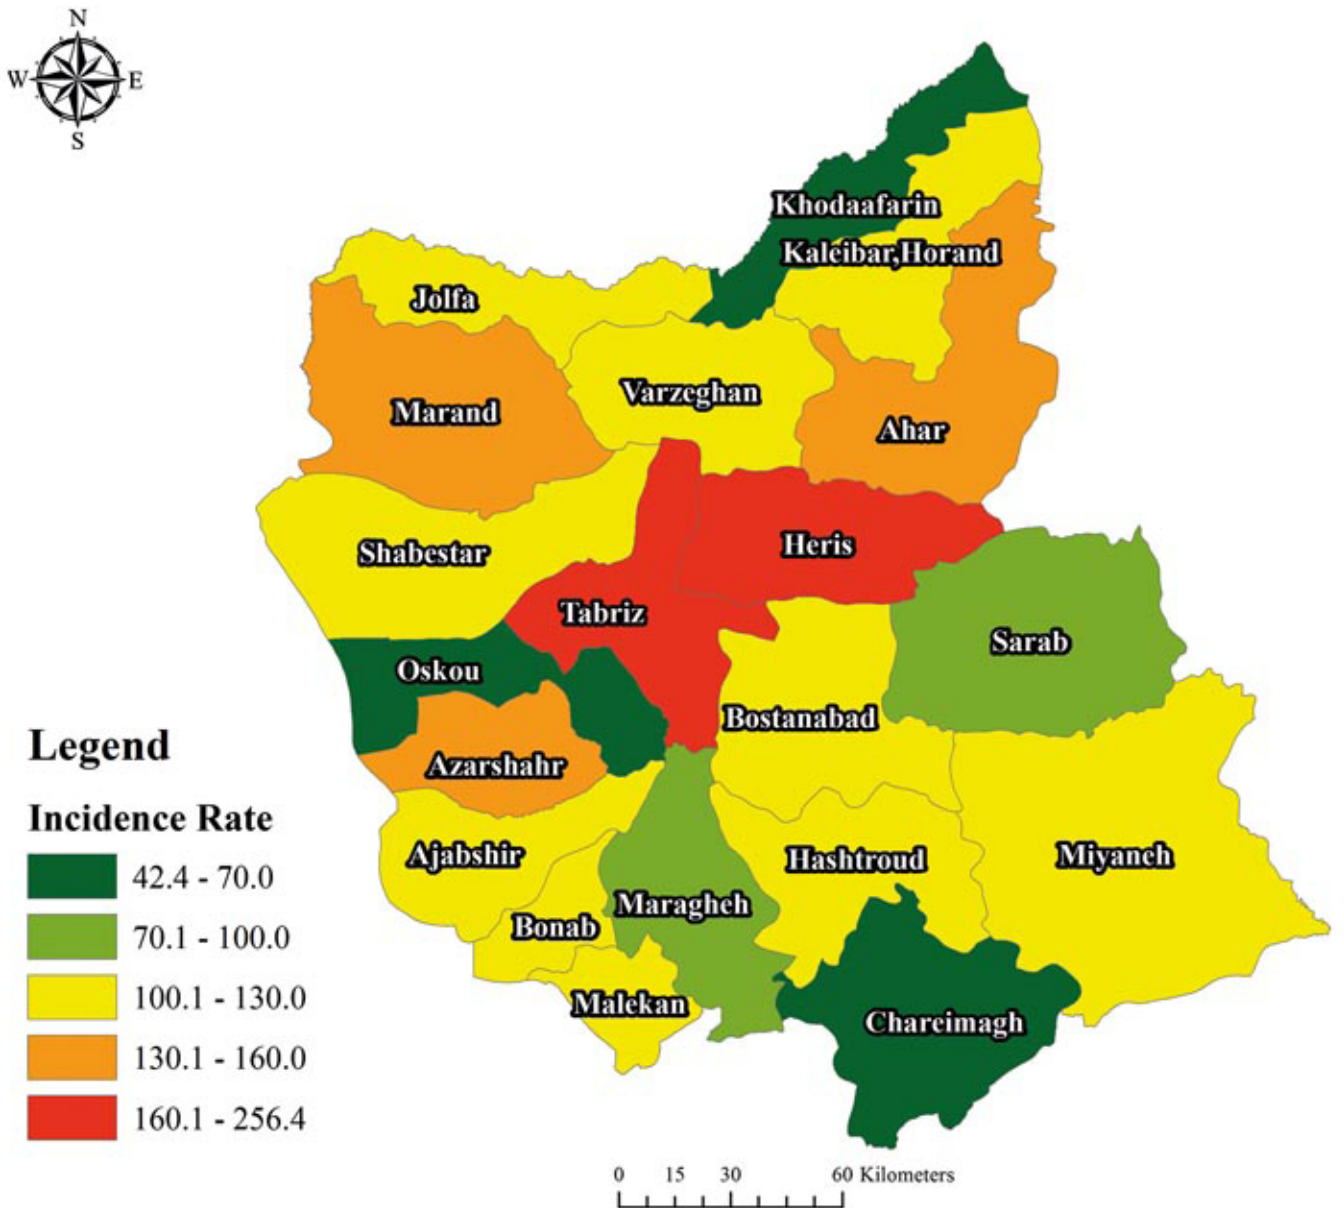 N
W E
S
Khodaafarin
Kaleibar,Horand
Jolfa
Varzeghan
Marand
Ahar
Heris
Shabestar
Tabriz
Sarab
Oskou
Bostanabad
Azarshahr
Ajabshir
Hashtroud
Miyaneh
Maragheh
Bonab
Malekan
Chareimagh
Legend
Incidence Rate
42.4 - 70.0
70.1 - 100.0
100.1 - 130.0
130.1 - 160.0
160.1 - 256.4
0 15 30 60 Kilometers